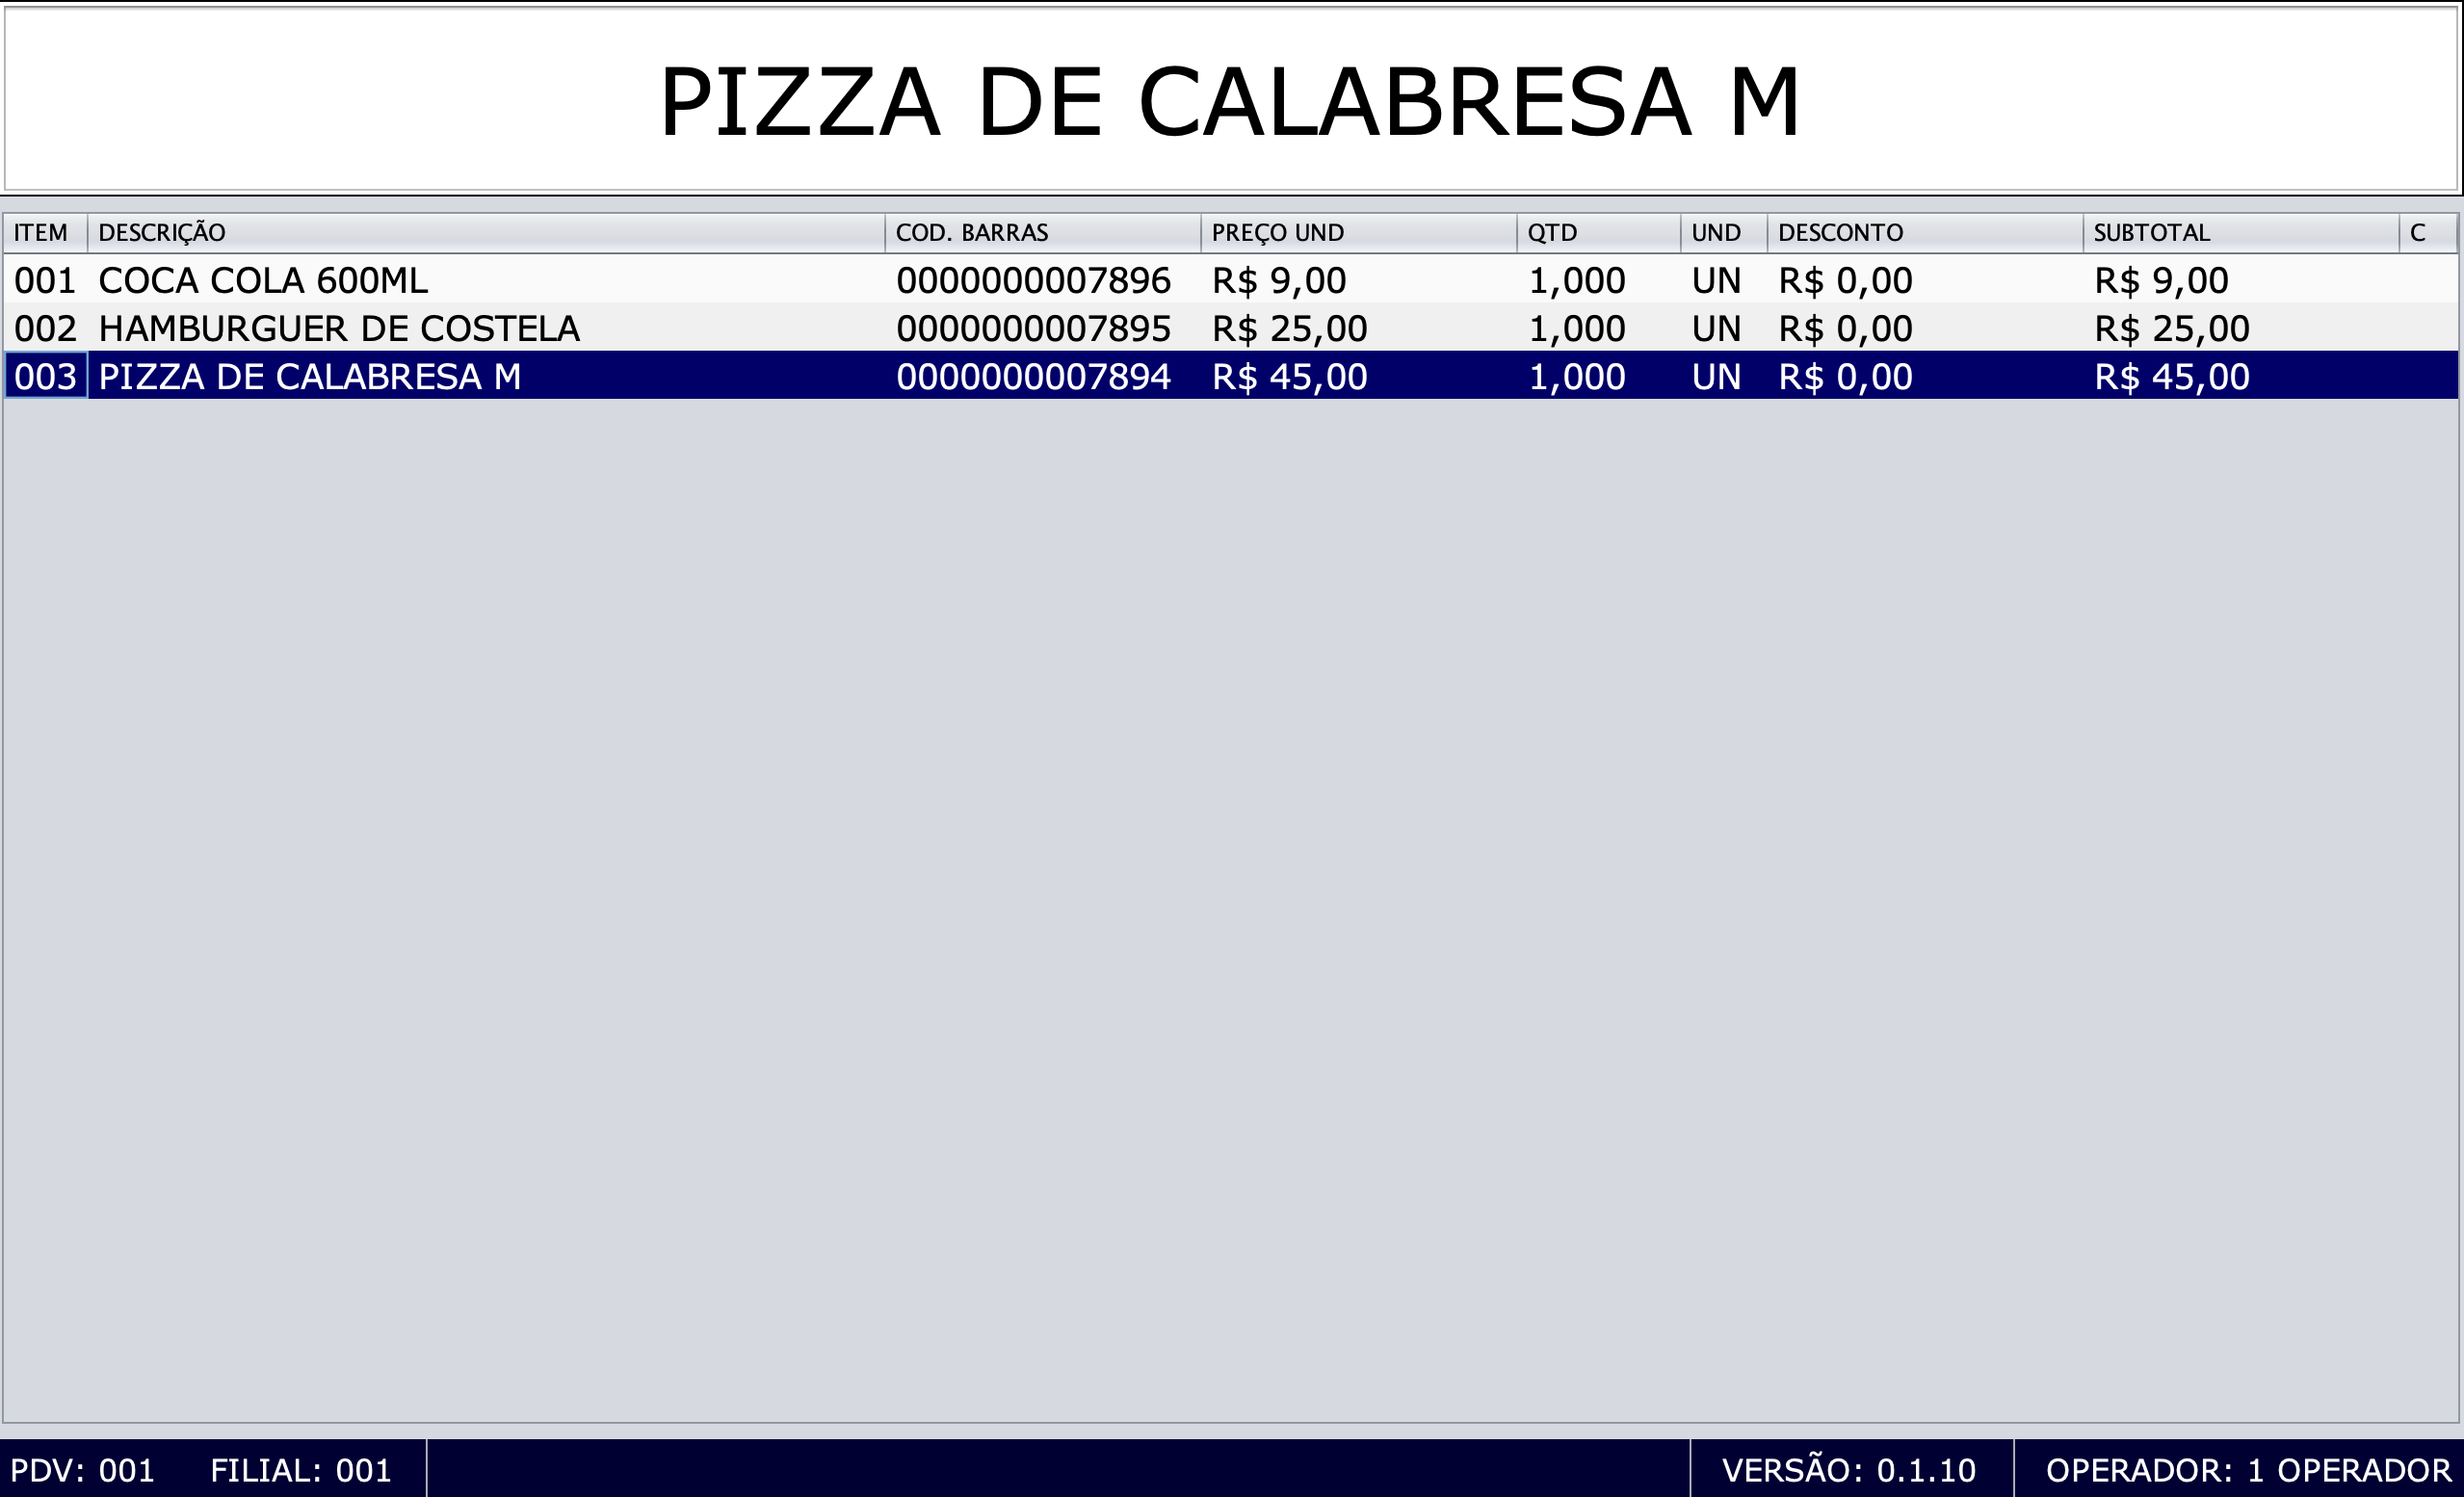 PIZZA DE CALABRESA M
ITEM DESCRIÇÃO COD. BARRAS PREÇO UND QTD UND DESCONTO SUBTOTAL C
001 COCA COLA 600ML 0000000007896 R$ 9,00 1,000 UN R$ 0,00 R$ 9,00
002 HAMBURGUER DE COSTELA 0000000007895 R$ 25,00 1,000 UN R$ 0,00 R$ 25,00
003 PIZZA DE CALABRESA M 0000000007894 R$ 45,00 1,000 UN R$ 0,00 R$ 45,00
PDV: 001 FILIAL: 001 VERSÃO: 0.1.10 OPERADOR: 1 OPERADOR